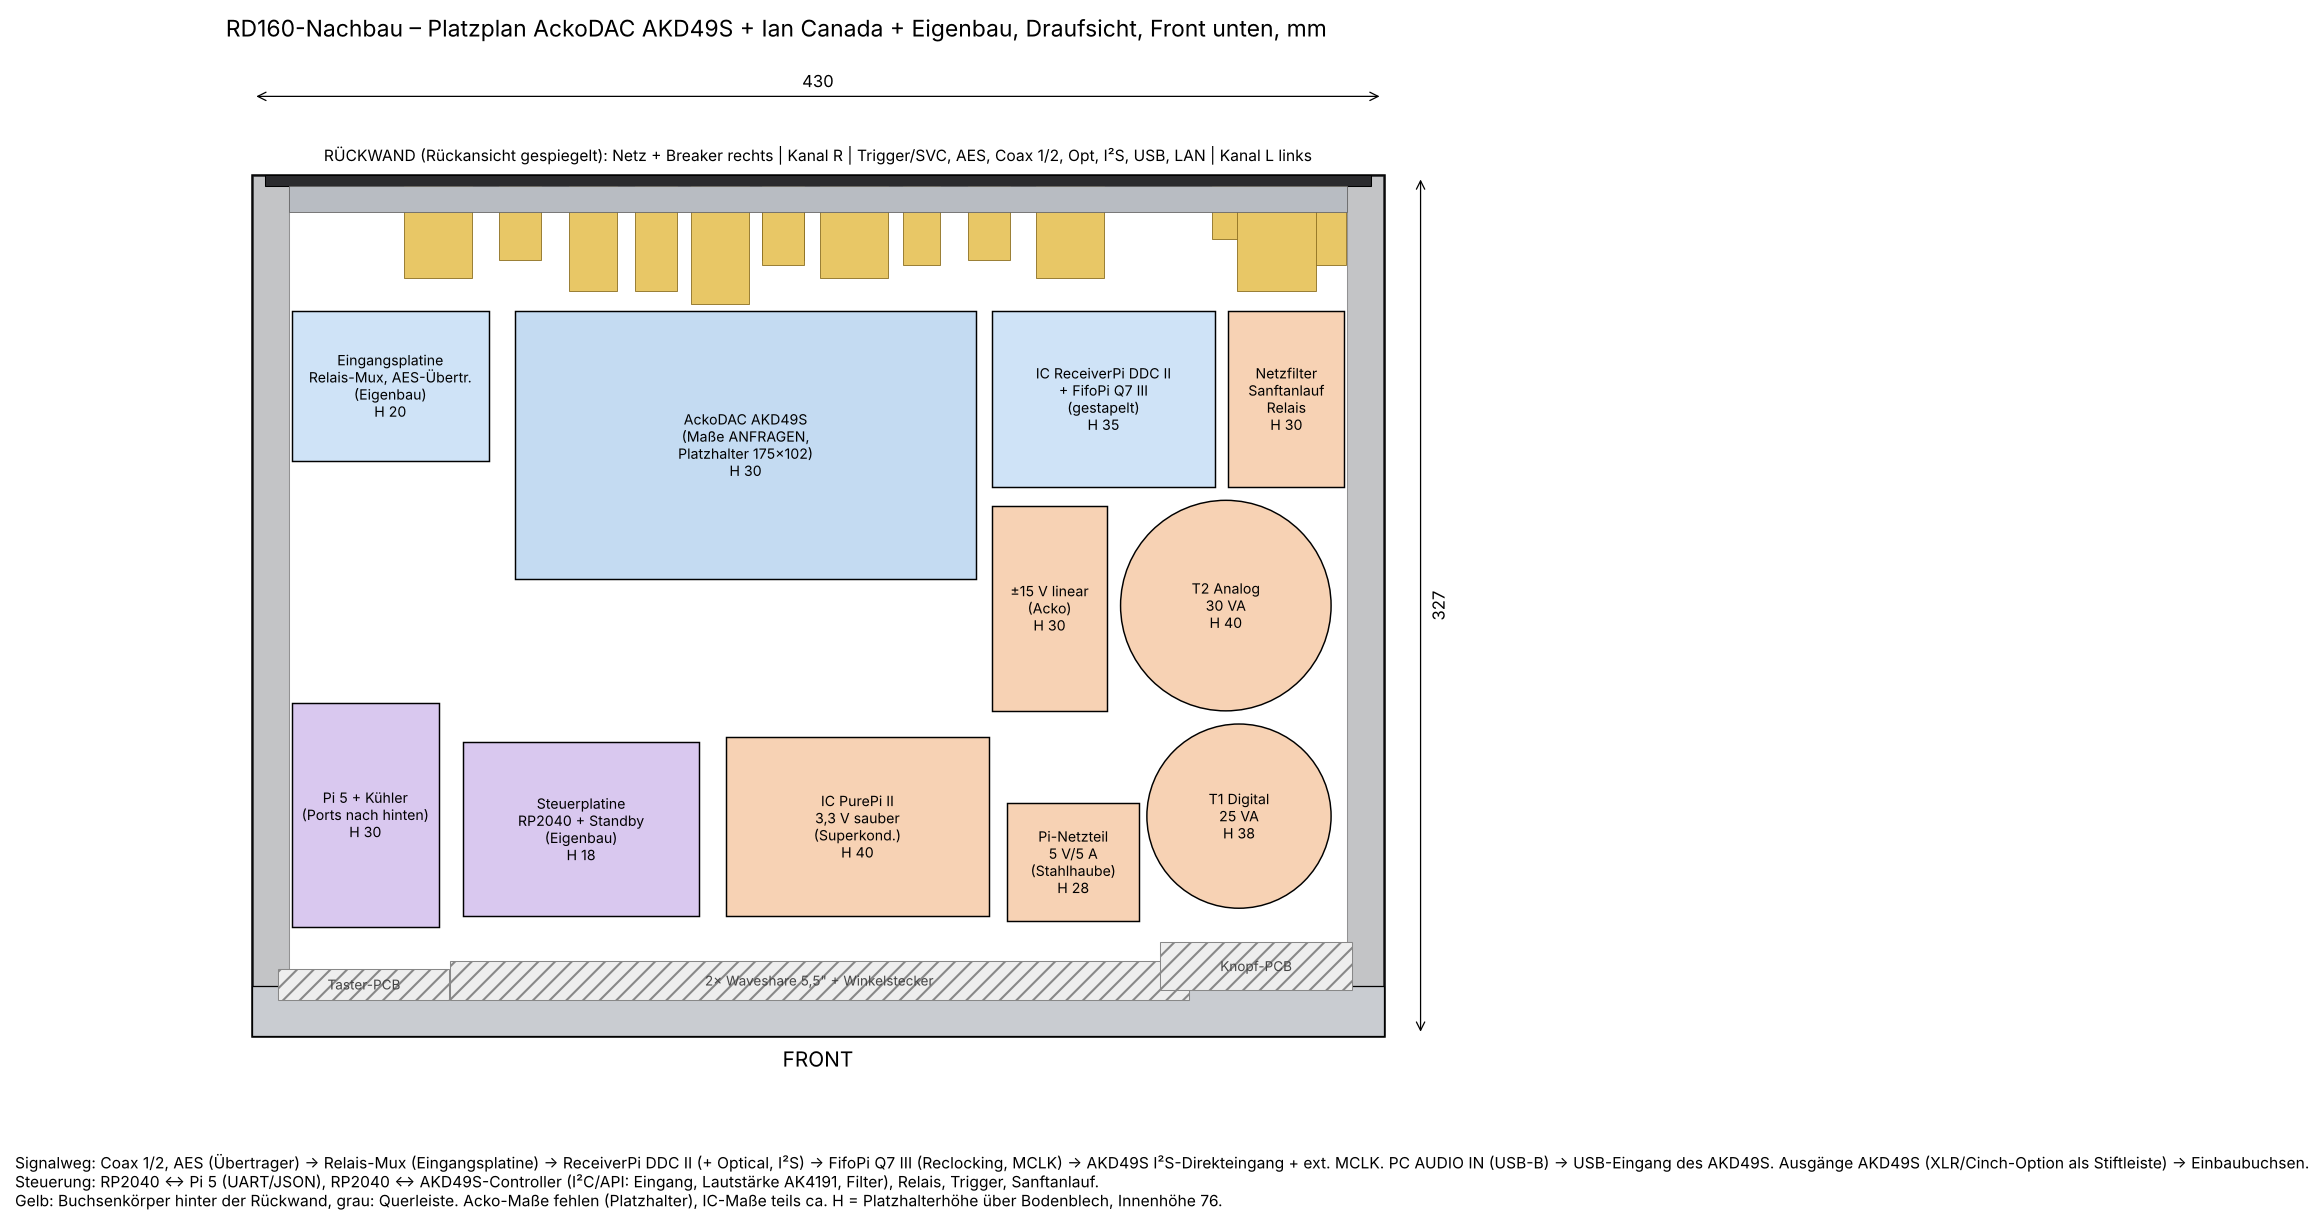 RD160-Nachbau – Platzplan AckoDAC AKD49S + Ian Canada + Eigenbau, Draufsicht, Front unten, mm
430
RÜCKWAND (Rückansicht gespiegelt): Netz + Breaker rechts | Kanal R | Trigger/SVC, AES, Coax 1/2, Opt, I²S, USB, LAN | Kanal L links
Eingangsplatine
Relais-Mux, AES-Übertr.
(Eigenbau)
H 20
AckoDAC AKD49S
(Maße ANFRAGEN,
Platzhalter 175×102)
H 30
IC ReceiverPi DDC II
+ FifoPi Q7 III
(gestapelt)
H 35
Netzfilter
Sanftanlauf
Relais
H 30
±15 V linear
(Acko)
H 30
T2 Analog
30 VA
H 40
327
Pi 5 + Kühler
(Ports nach hinten)
H 30
Steuerplatine
RP2040 + Standby
(Eigenbau)
H 18
IC PurePi II
3,3 V sauber
(Superkond.)
H 40
Pi-Netzteil
5 V/5 A
(Stahlhaube)
H 28
T1 Digital
25 VA
H 38
Taster-PCB
2× Waveshare 5,5" + Winkelstecker
Knopf-PCB
FRONT
Signalweg: Coax 1/2, AES (Übertrager) → Relais-Mux (Eingangsplatine) → ReceiverPi DDC II (+ Optical, I²S) → FifoPi Q7 III (Reclocking, MCLK) → AKD49S I²S-Direkteingang + ext. MCLK. PC AUDIO IN (USB-B) → USB-Eingang des AKD49S. Ausgänge AKD49S (XLR/Cinch-Option als Stiftleiste) → Einbaubuchsen.
Steuerung: RP2040 ↔ Pi 5 (UART/JSON), RP2040 ↔ AKD49S-Controller (I²C/API: Eingang, Lautstärke AK4191, Filter), Relais, Trigger, Sanftanlauf.
Gelb: Buchsenkörper hinter der Rückwand, grau: Querleiste. Acko-Maße fehlen (Platzhalter), IC-Maße teils ca. H = Platzhalterhöhe über Bodenblech, Innenhöhe 76.